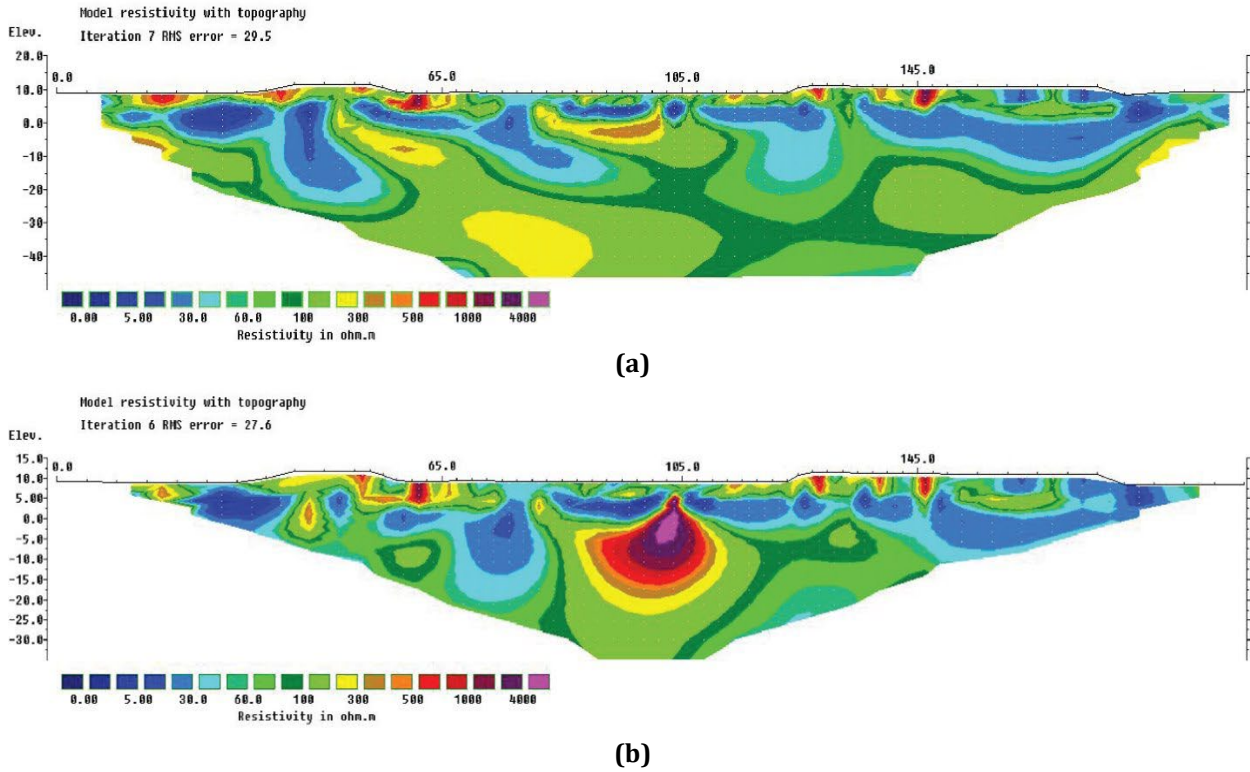 Model resistivity with topography
Iteration 7 RMS error = 29.5
Elev.
20.0
0.0 65.0 105.0 145.0
10.0
0.0
-10
-20
-30
-40
0.00 5.00 30.0 60.0 100 300 500 1000 4000
Resistivity in ohm.m
(a)
Model resistivity with topography
Iteration 6 RMS error = 27.6
Elev.
15.0
0.0 65.0 105.0 145.0
10.0
5.00
0.0
-5.0
-10.0
-15.0
-20.0
-25.0
-30.0
0.00 5.00 30.0 60.0 100 300 500 1000 4000
Resistivity in ohm.m
(b)